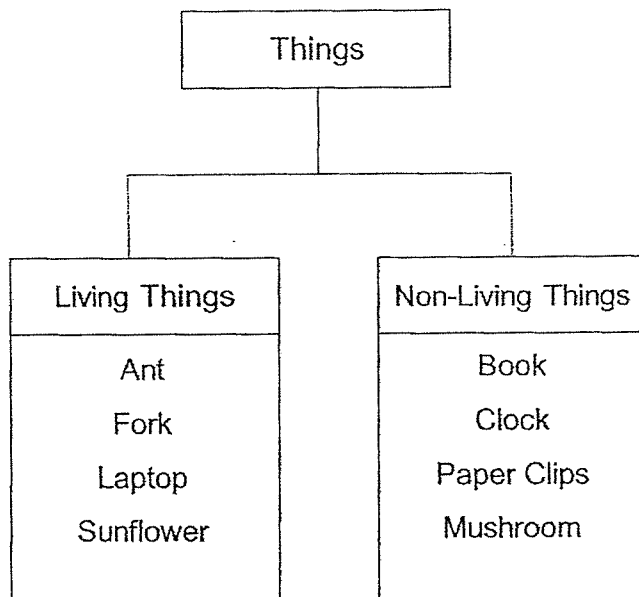 Things
Living Things
Ant
Fork
Laptop
Sunflower
Non-Living Things
Book
Clock
Paper Clips
Mushroom